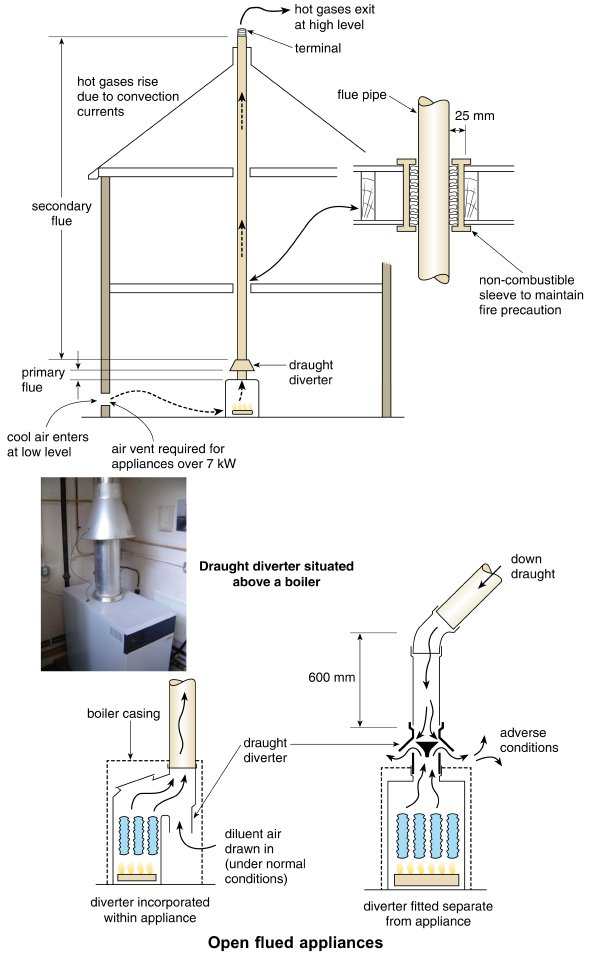 hot gases exit
at high level
terminal
hot gases rise
due to convection
currents
flue pipe
25 mm
secondary
flue
non-combustible
sleeve to maintain
fire precaution
draught
diverter
primary
flue
cool air enters
at low level
air vent required for
appliances over 7 kW
Draught diverter situated
above a boiler
down
draught
600 mm
boiler casing
draught
diverter
adverse
conditions
diluent air
drawn in
(under normal
conditions)
diverter incorporated
within appliance
diverter fitted separate
from appliance
Open flued appliances